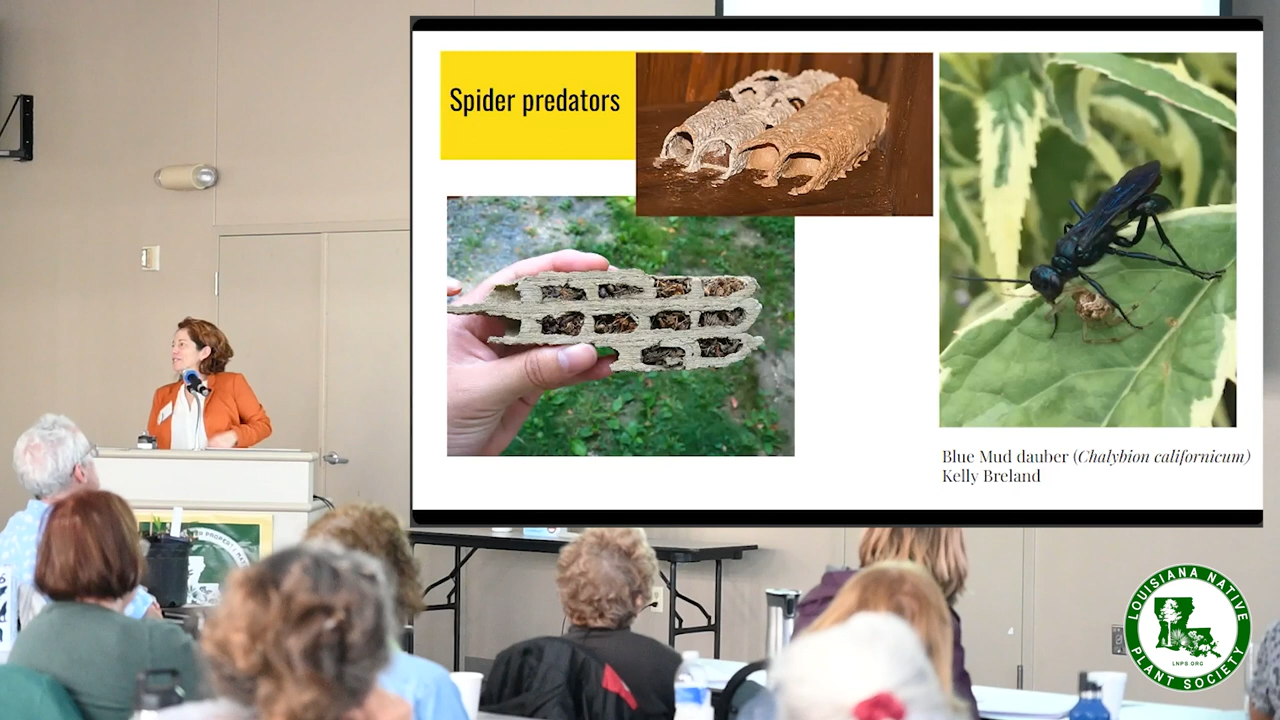 Spider predators
Blue Mud dauber (Chalybion californicum)
Kelly Breland
LOUISIANA NATIVE
LNPS.ORG
PLANT SOCIETY